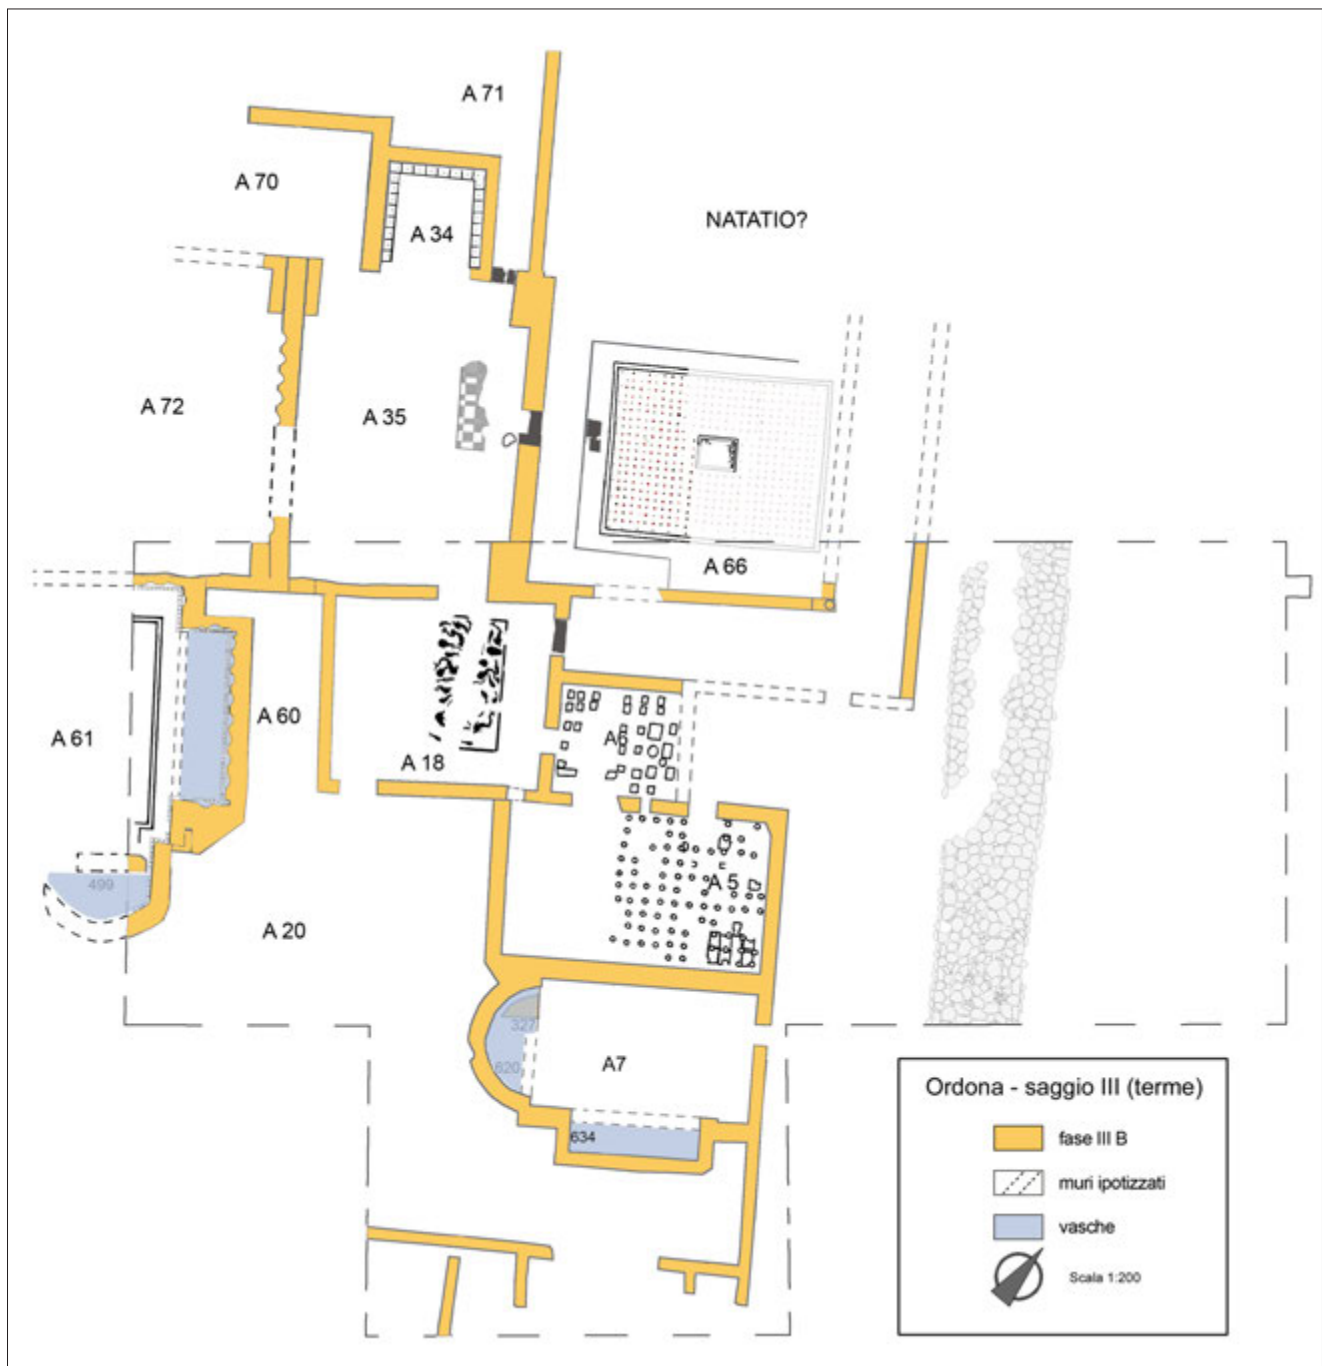 A 71
A 70
NATATIO?
A 34
A 72
A 35
A 66
A 60
A6
A 61
A 18
499
A 5
A 20
327
620
A7
634
Ordona - saggio III (terme)
fase III B
muri ipotizzati
vasche
Scala 1:200